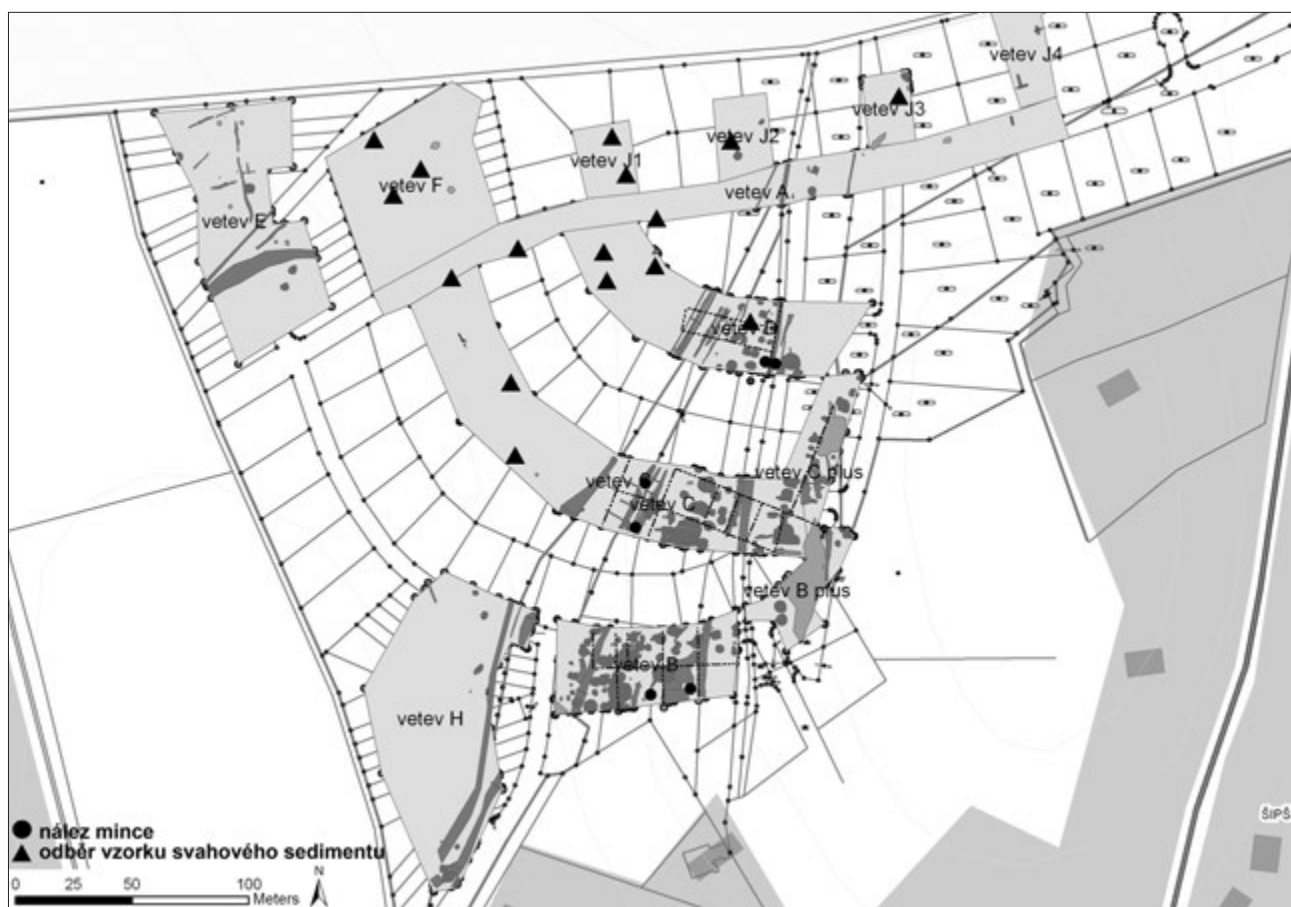 vetev J4
vetev J3
vetev J2
vetev J1
vetev F
vetev A
vetev E
vetev D
vetev C plus
vetev C
vetev B plus
vetev B
vetev H
ŠIPŠ
nález mince
odběr vzorku svahového sedimentu
0 25 50 100
Meters
N